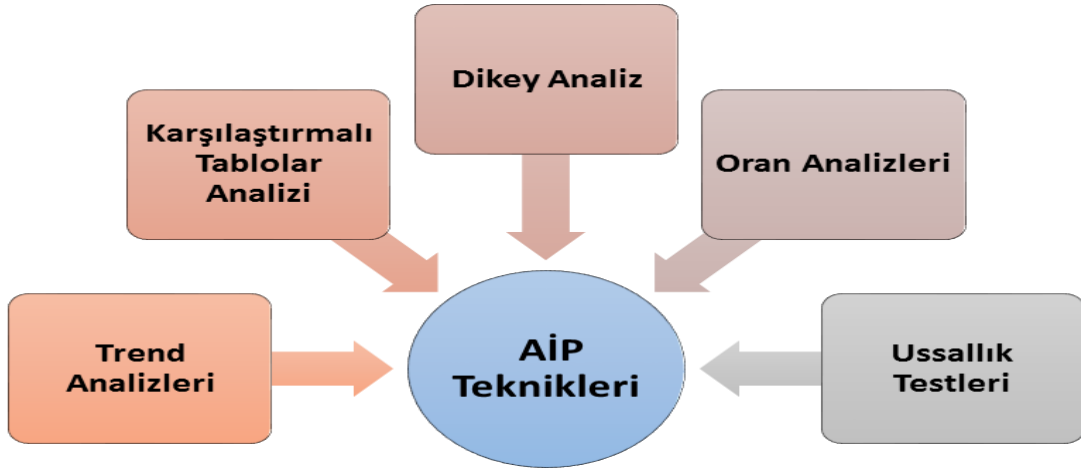 Dikey Analiz
Karşılaştırmalı
Tablolar
Analizi
Oran Analizleri
Trend
Analizleri
AİP
Teknikleri
Ussallık
Testleri